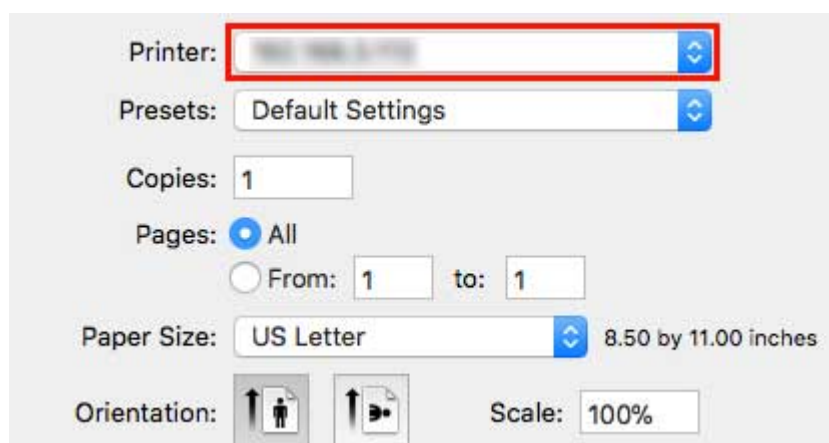 Printer:
Presets: Default Settings
Copies: 1
Pages: All
From: 1 to: 1
Paper Size: US Letter 8.50 by 11.00 inches
Orientation: Scale: 100%